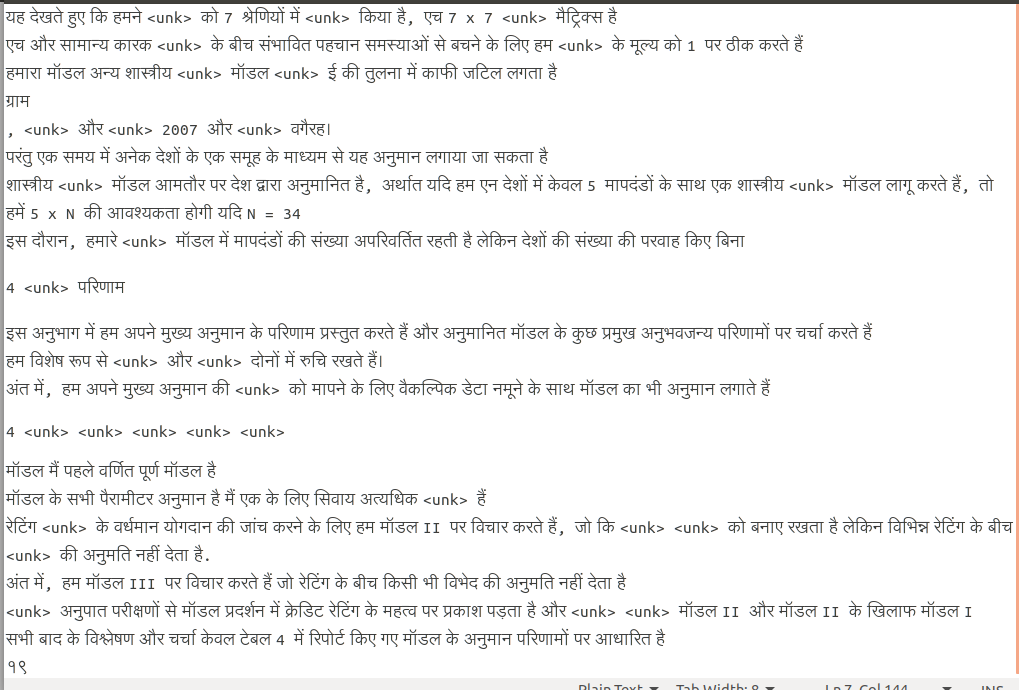 यह देखते हुए कि हमने <unk> को 7 श्रेणियों में <unk> किया है, एच 7 x 7 <unk> मैट्रिक्स है
एच और सामान्य कारक <unk> के बीच संभावित पहचान समस्याओं से बचने के लिए हम <unk> के मूल्य को 1 पर ठीक करते हैं
हमारा मॉडल अन्य शास्त्रीय <unk> मॉडल <unk> ई की तुलना में काफी जटिल लगता है
ग्राम
, <unk> और <unk> 2007 और <unk> वगैरह।
परंतु एक समय में अनेक देशों के एक समूह के माध्यम से यह अनुमान लगाया जा सकता है
शास्त्रीय <unk> मॉडल आमतौर पर देश द्वारा अनुमानित है, अर्थात यदि हम एन देशों में केवल 5 मापदंडों के साथ एक शास्त्रीय <unk> मॉडल लागू करते हैं, तो
हमें 5 x N की आवश्यकता होगी यदि N = 34
इस दौरान, हमारे <unk> मॉडल में मापदंडों की संख्या अपरिवर्तित रहती है लेकिन देशों की संख्या की परवाह किए बिना
4 <unk> परिणाम
इस अनुभाग में हम अपने मुख्य अनुमान के परिणाम प्रस्तुत करते हैं और अनुमानित मॉडल के कुछ प्रमुख अनुभवजन्य परिणामों पर चर्चा करते हैं
हम विशेष रूप से <unk> और <unk> दोनों में रुचि रखते हैं।
अंत में, हम अपने मुख्य अनुमान की <unk> को मापने के लिए वैकल्पिक डेटा नमूने के साथ मॉडल का भी अनुमान लगाते हैं
4 <unk> <unk> <unk> <unk> <unk>
मॉडल मैं पहले वर्णित पूर्ण मॉडल है
मॉडल के सभी पैरामीटर अनुमान है मैं एक के लिए सिवाय अत्यधिक <unk> हैं
रेटिंग <unk> के वर्धमान योगदान की जांच करने के लिए हम मॉडल II पर विचार करते हैं, जो कि <unk> <unk> को बनाए रखता है लेकिन विभिन्न रेटिंग के बीच
<unk> की अनुमति नहीं देता है.
अंत में, हम मॉडल III पर विचार करते हैं जो रेटिंग के बीच किसी भी विभेद की अनुमति नहीं देता है
<unk> अनुपात परीक्षणों से मॉडल प्रदर्शन में क्रेडिट रेटिंग के महत्व पर प्रकाश पड़ता है और <unk> <unk> मॉडल II और मॉडल II के खिलाफ मॉडल I
सभी बाद के विश्लेषण और चर्चा केवल टेबल 4 में रिपोर्ट किए गए मॉडल के अनुमान परिणामों पर आधारित है
१९
Plain Text Tab Width: 8 Ln 7, Col 144 INS